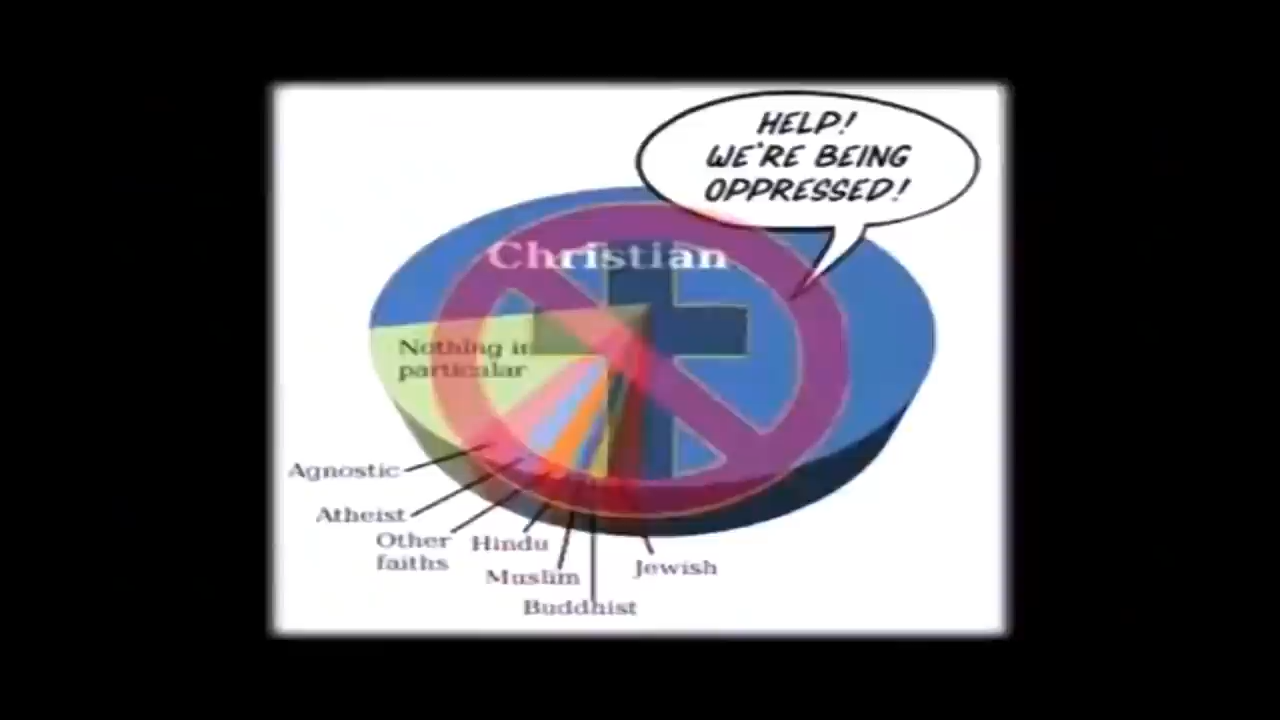 HELP!
WE'RE BEING
OPPRESSED!
Christian
Nothing in
particular
Agnostic
Atheist
Other
faiths
Hindu
Muslim
Buddhist
Jewish